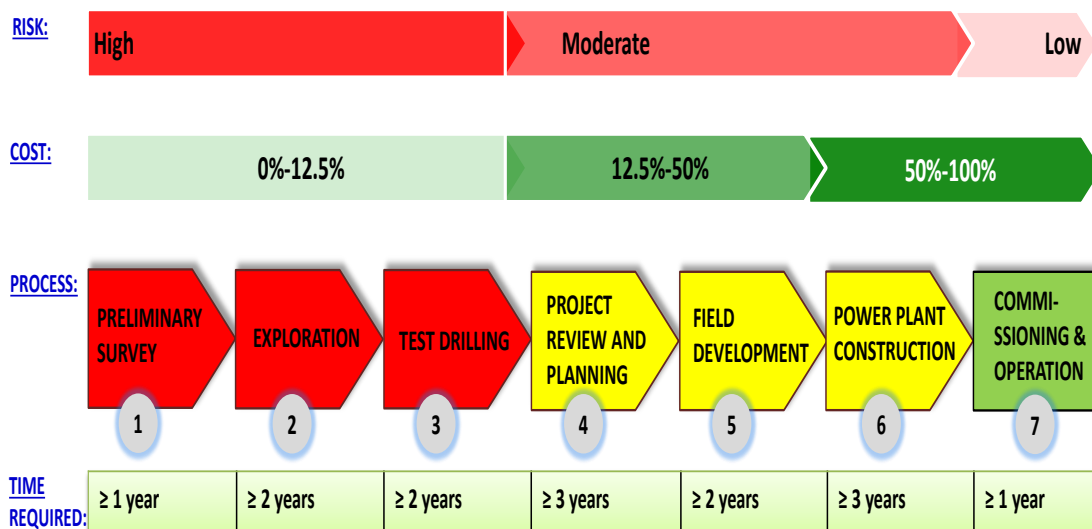 RISK:
High Moderate Low
COST:
0%-12.5% 12.5%-50% 50%-100%
PROCESS:
PRELIMINARY
SURVEY
EXPLORATION
TEST DRILLING
PROJECT
REVIEW AND
PLANNING
FIELD
DEVELOPMENT
POWER PLANT
CONSTRUCTION
COMMI-
SSIONING &
OPERATION
1 2 3 4 5 6 7
TIME
REQUIRED:
≥ 1 year ≥ 2 years ≥ 2 years ≥ 3 years ≥ 2 years ≥ 3 years ≥ 1 year